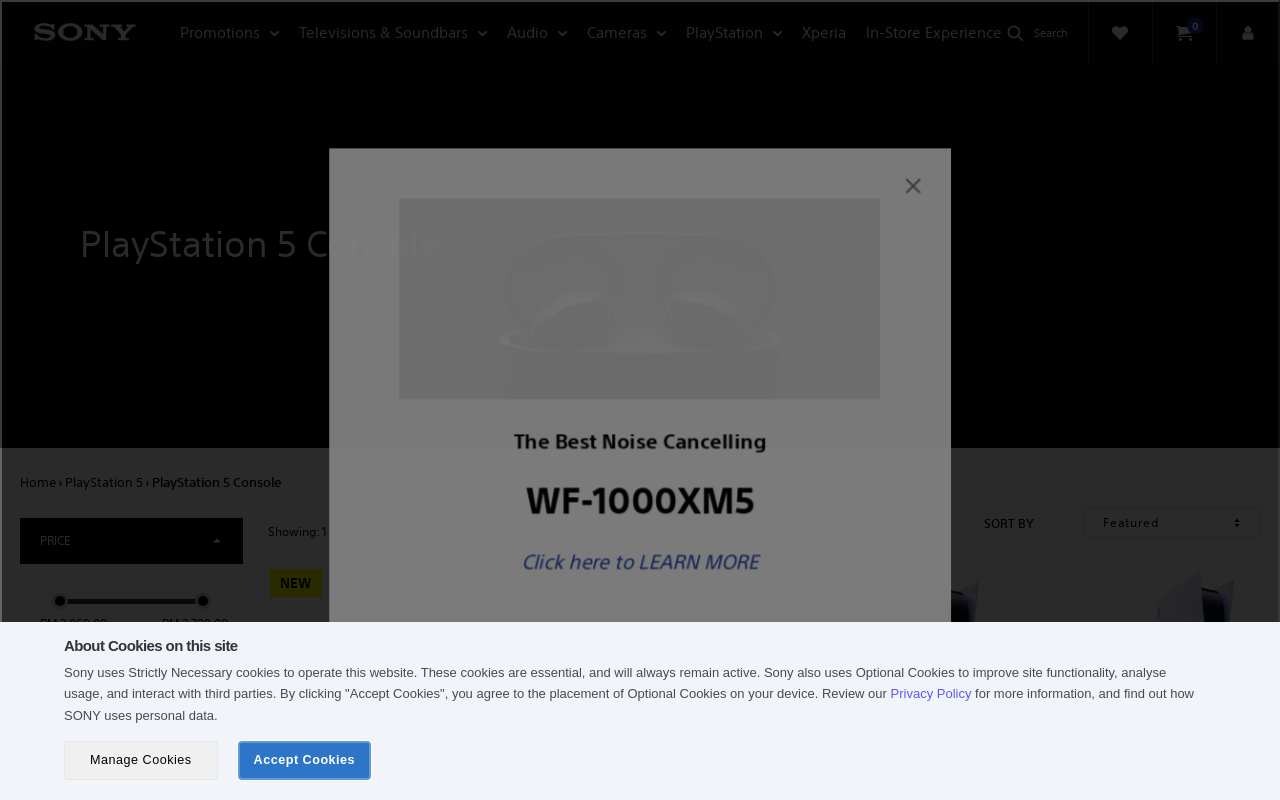 SONY
Promotions
Televisions & Soundbars
Audio
Cameras
PlayStation
Xperia
In-Store Experience
Search
0
PlayStation 5 Console
The Best Noise Cancelling
WF-1000XM5
Click here to LEARN MORE
Home › PlayStation 5 › PlayStation 5 Console
PRICE
Showing: 1
SORT BY
Featured
NEW
About Cookies on this site
Sony uses Strictly Necessary cookies to operate this website. These cookies are essential, and will always remain active. Sony also uses Optional Cookies to improve site functionality, analyse
usage, and interact with third parties. By clicking "Accept Cookies", you agree to the placement of Optional Cookies on your device. Review our Privacy Policy for more information, and find out how
SONY uses personal data.
Manage Cookies
Accept Cookies